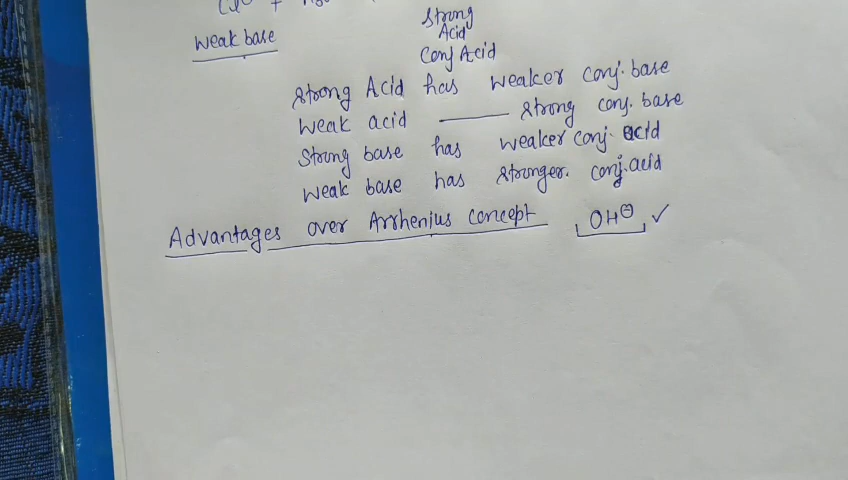 Strong
Acid
Weak base
Conj Acid
Strong Acid has weaker conj. base
Weak acid —— strong conj. base
Strong base has weaker conj. acid
Weak base has stronger. conj. acid
Advantages over Arrhenius concept OH⊖ ✓